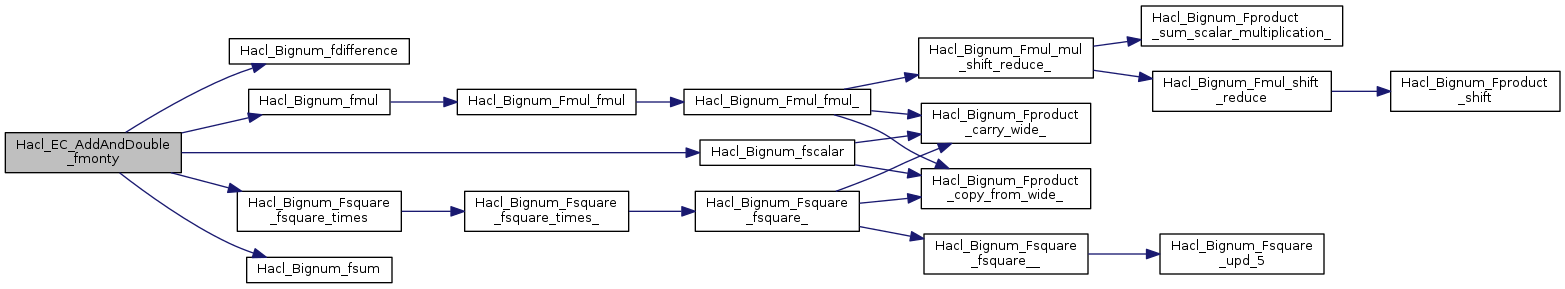 Hacl_EC_AddAndDouble
_fmonty
Hacl_Bignum_fdifference
Hacl_Bignum_fmul
Hacl_Bignum_Fmul_fmul
Hacl_Bignum_Fmul_fmul_
Hacl_Bignum_Fmul_mul
_shift_reduce_
Hacl_Bignum_Fproduct
_sum_scalar_multiplication_
Hacl_Bignum_Fmul_shift
_reduce
Hacl_Bignum_Fproduct
_shift
Hacl_Bignum_Fproduct
_carry_wide_
Hacl_Bignum_fscalar
Hacl_Bignum_Fproduct
_copy_from_wide_
Hacl_Bignum_Fsquare
_fsquare_times
Hacl_Bignum_Fsquare
_fsquare_times_
Hacl_Bignum_Fsquare
_fsquare_
Hacl_Bignum_Fsquare
_fsquare__
Hacl_Bignum_Fsquare
_upd_5
Hacl_Bignum_fsum